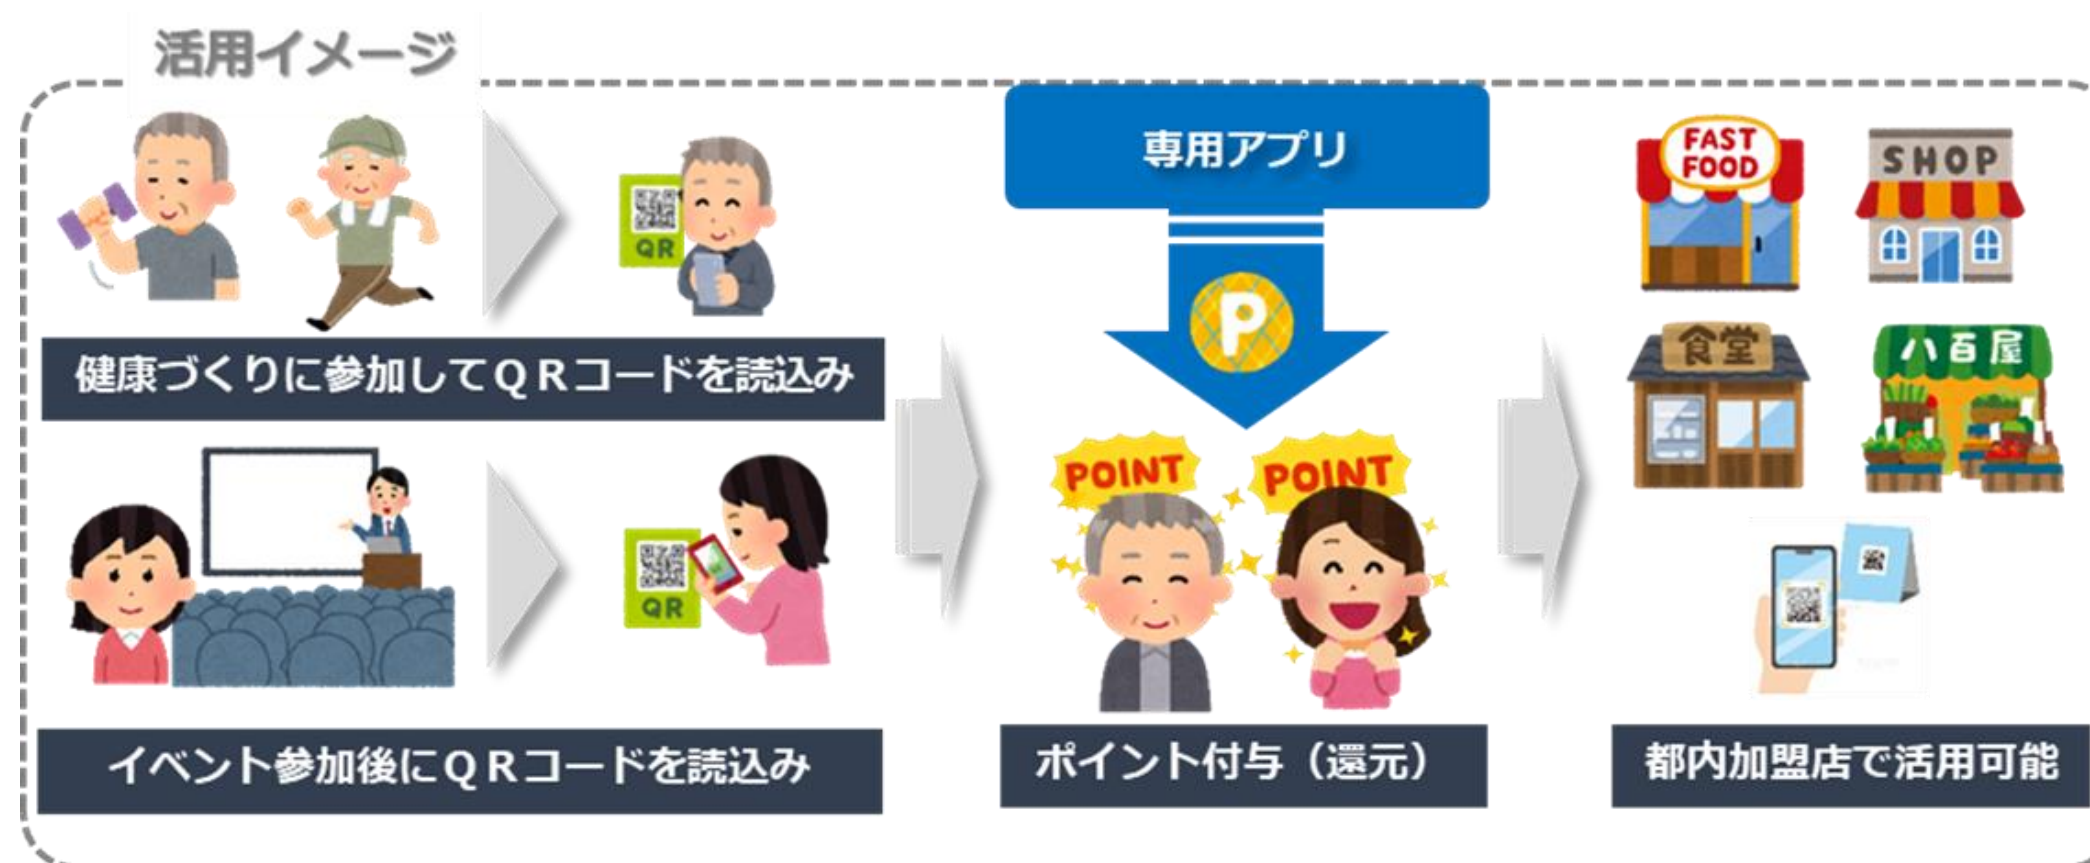 活用イメージ
QR
健康づくりに参加してＱＲコードを読込み
QR
イベント参加後にＱＲコードを読込み
専用アプリ
P
POINT
POINT
ポイント付与（還元）
FAST
FOOD
SHOP
食堂
八百屋
都内加盟店で活用可能